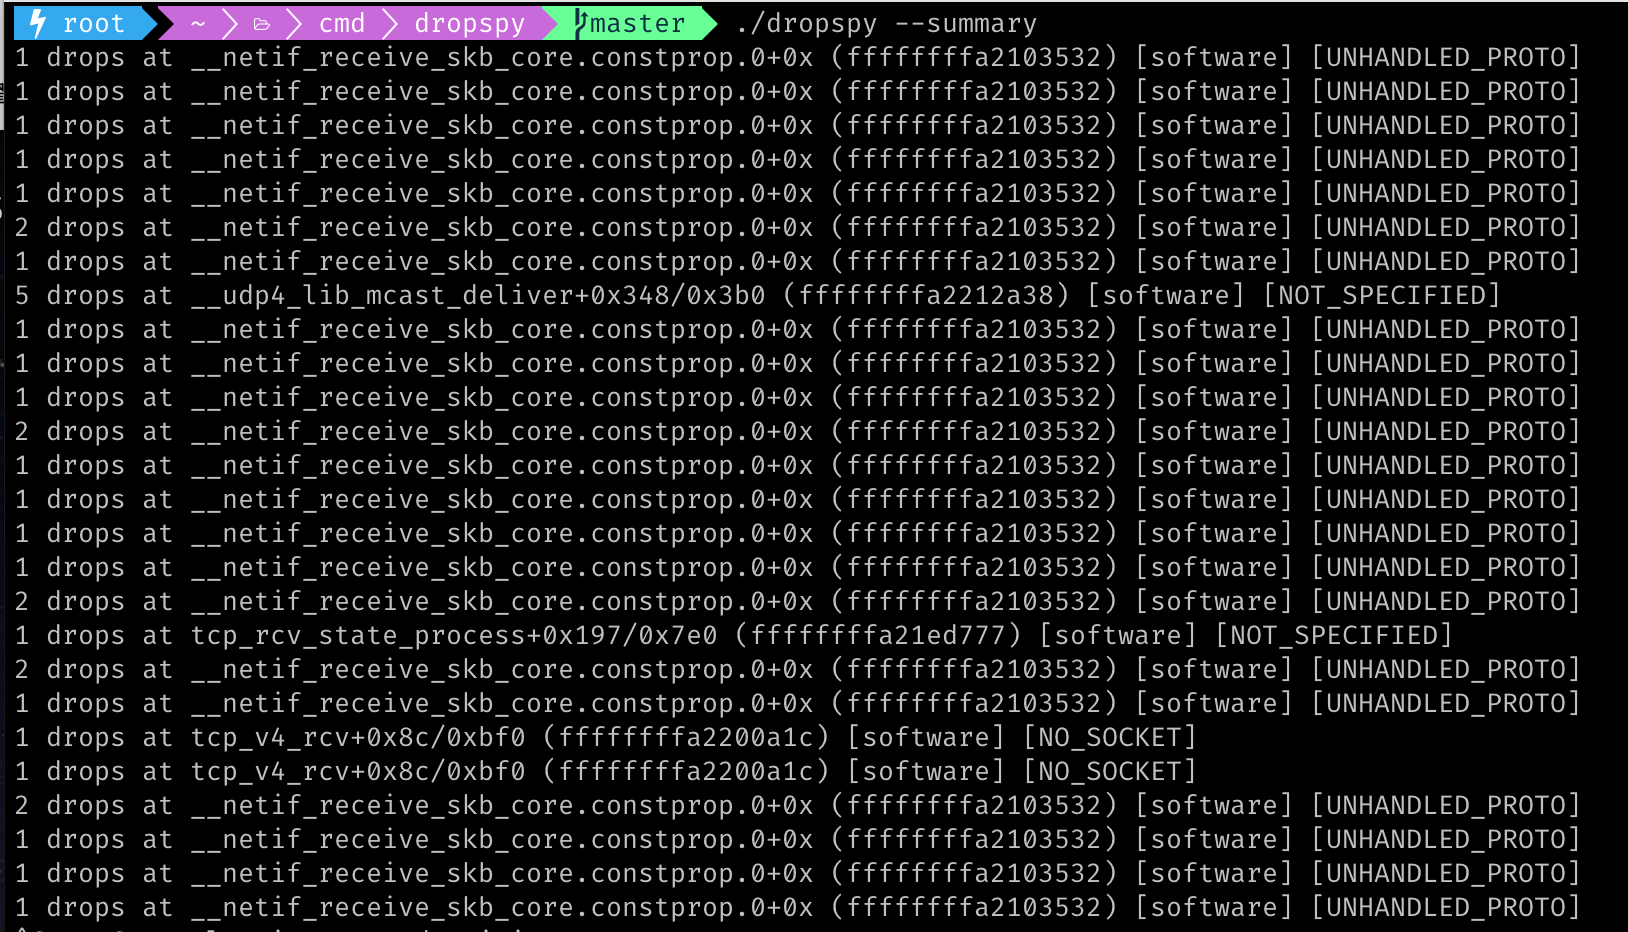 root ~ cmd dropspy master ./dropspy --summary
1 drops at __netif_receive_skb_core.constprop.0+0x (ffffffffa2103532) [software] [UNHANDLED_PROTO]
1 drops at __netif_receive_skb_core.constprop.0+0x (ffffffffa2103532) [software] [UNHANDLED_PROTO]
1 drops at __netif_receive_skb_core.constprop.0+0x (ffffffffa2103532) [software] [UNHANDLED_PROTO]
1 drops at __netif_receive_skb_core.constprop.0+0x (ffffffffa2103532) [software] [UNHANDLED_PROTO]
1 drops at __netif_receive_skb_core.constprop.0+0x (ffffffffa2103532) [software] [UNHANDLED_PROTO]
2 drops at __netif_receive_skb_core.constprop.0+0x (ffffffffa2103532) [software] [UNHANDLED_PROTO]
1 drops at __netif_receive_skb_core.constprop.0+0x (ffffffffa2103532) [software] [UNHANDLED_PROTO]
5 drops at __udp4_lib_mcast_deliver+0x348/0x3b0 (ffffffffa2212a38) [software] [NOT_SPECIFIED]
1 drops at __netif_receive_skb_core.constprop.0+0x (ffffffffa2103532) [software] [UNHANDLED_PROTO]
1 drops at __netif_receive_skb_core.constprop.0+0x (ffffffffa2103532) [software] [UNHANDLED_PROTO]
1 drops at __netif_receive_skb_core.constprop.0+0x (ffffffffa2103532) [software] [UNHANDLED_PROTO]
2 drops at __netif_receive_skb_core.constprop.0+0x (ffffffffa2103532) [software] [UNHANDLED_PROTO]
1 drops at __netif_receive_skb_core.constprop.0+0x (ffffffffa2103532) [software] [UNHANDLED_PROTO]
1 drops at __netif_receive_skb_core.constprop.0+0x (ffffffffa2103532) [software] [UNHANDLED_PROTO]
1 drops at __netif_receive_skb_core.constprop.0+0x (ffffffffa2103532) [software] [UNHANDLED_PROTO]
1 drops at __netif_receive_skb_core.constprop.0+0x (ffffffffa2103532) [software] [UNHANDLED_PROTO]
2 drops at __netif_receive_skb_core.constprop.0+0x (ffffffffa2103532) [software] [UNHANDLED_PROTO]
1 drops at tcp_rcv_state_process+0x197/0x7e0 (ffffffffa21ed777) [software] [NOT_SPECIFIED]
2 drops at __netif_receive_skb_core.constprop.0+0x (ffffffffa2103532) [software] [UNHANDLED_PROTO]
1 drops at __netif_receive_skb_core.constprop.0+0x (ffffffffa2103532) [software] [UNHANDLED_PROTO]
1 drops at tcp_v4_rcv+0x8c/0xbf0 (ffffffffa2200a1c) [software] [NO_SOCKET]
1 drops at tcp_v4_rcv+0x8c/0xbf0 (ffffffffa2200a1c) [software] [NO_SOCKET]
2 drops at __netif_receive_skb_core.constprop.0+0x (ffffffffa2103532) [software] [UNHANDLED_PROTO]
1 drops at __netif_receive_skb_core.constprop.0+0x (ffffffffa2103532) [software] [UNHANDLED_PROTO]
1 drops at __netif_receive_skb_core.constprop.0+0x (ffffffffa2103532) [software] [UNHANDLED_PROTO]
1 drops at __netif_receive_skb_core.constprop.0+0x (ffffffffa2103532) [software] [UNHANDLED_PROTO]